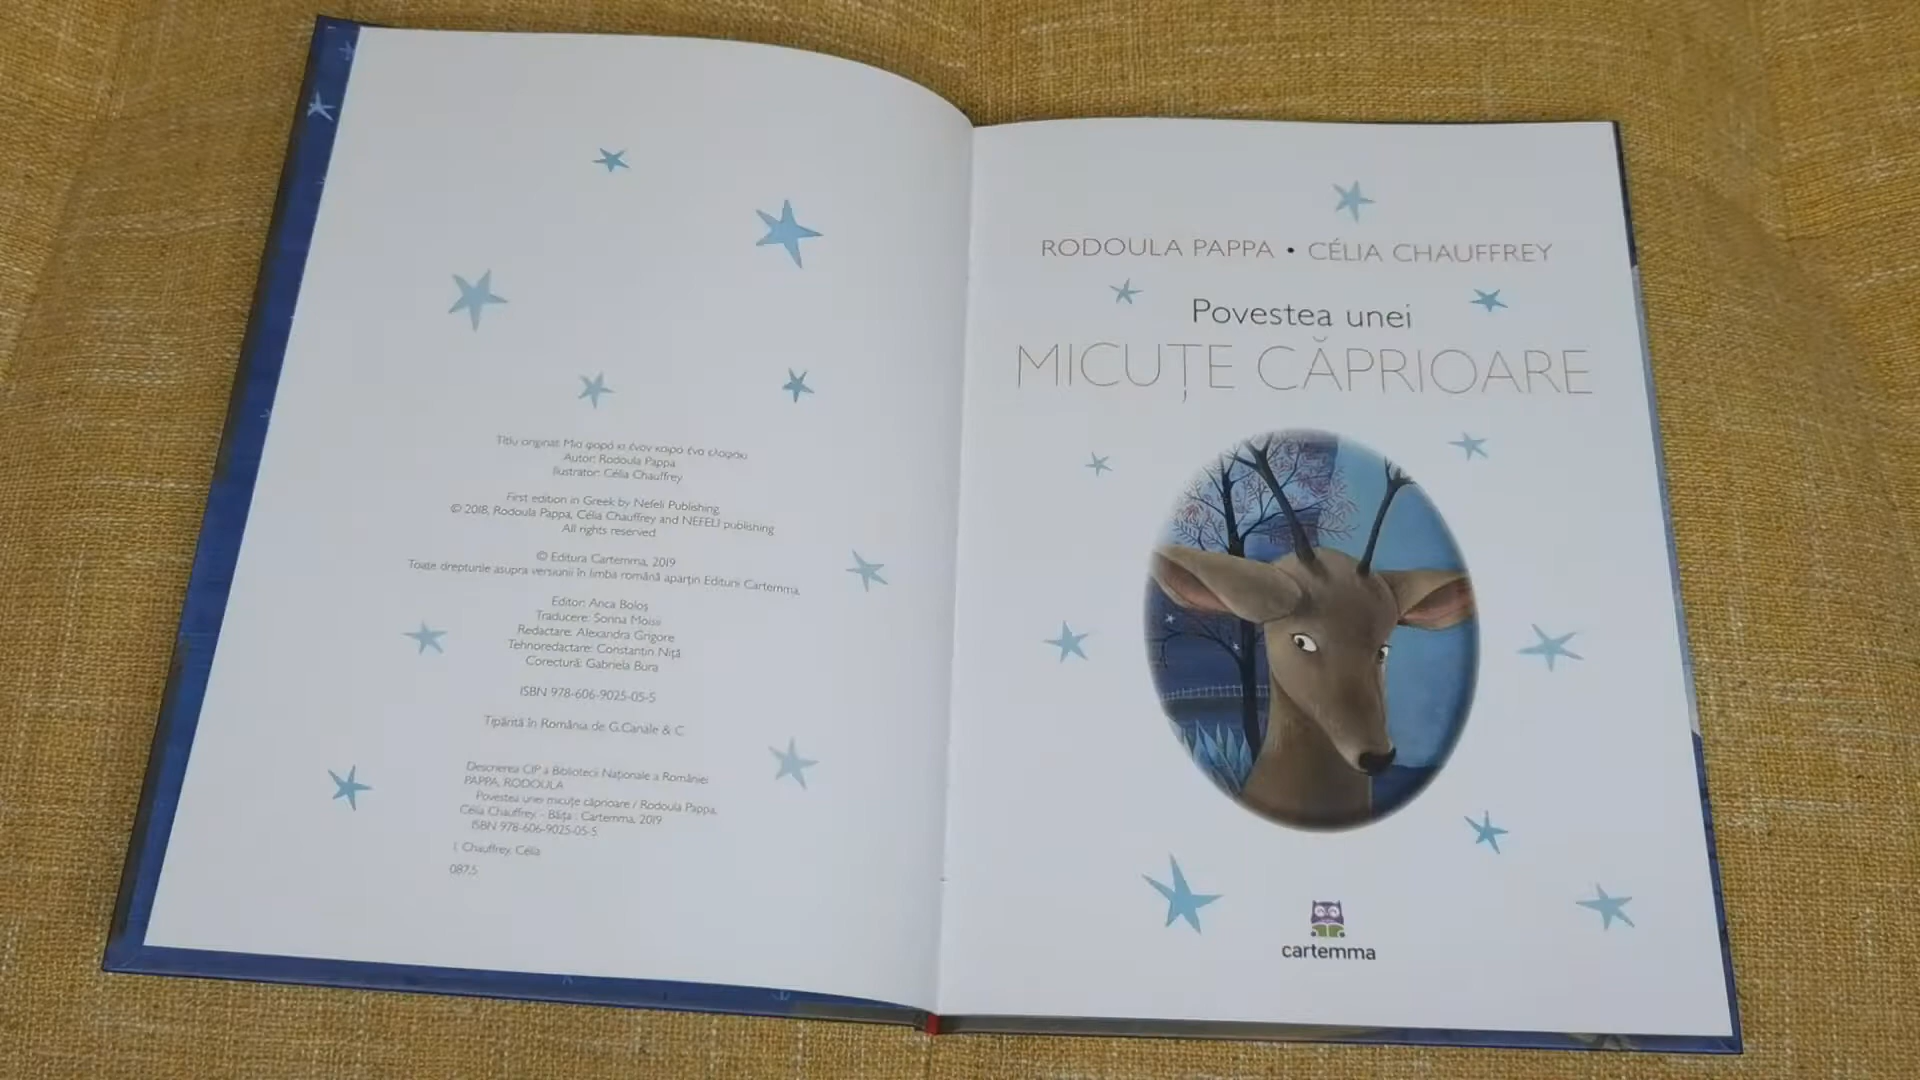 Titlu original: Μια φορά κι έναν καιρό ένα ελαφάκι
Autor: Rodoula Pappa
Ilustrator: Célia Chauffrey
First edition in Greek by Nefeli Publishing
© 2018, Rodoula Pappa, Célia Chauffrey and NEFELI publishing
All rights reserved
© Editura Cartemma, 2019
Toate drepturile asupra versiunii în limba română aparțin Editurii Cartemma.
Editor: Anca Boloș
Traducere: Sorina Moisii
Redactare: Alexandra Grigore
Tehnoredactare: Constantin Niță
Corectură: Gabriela Bura
ISBN 978-606-9025-05-5
Tipărită în România de G.Canale & C.
Descrierea CIP a Bibliotecii Naționale a României
PAPPA, RODOULA
Povestea unei micuțe căprioare / Rodoula Pappa,
Célia Chauffrey. - Băița : Cartemma, 2019
ISBN 978-606-9025-05-5
I. Chauffrey, Célia
087.5
RODOULA PAPPA • CÉLIA CHAUFFREY
Povestea unei
MICUȚE CĂPRIOARE
cartemma